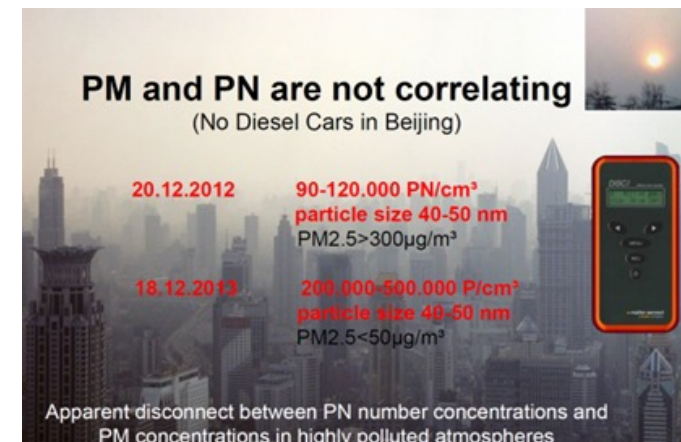 PM and PN are not correlating
(No Diesel Cars in Beijing)
20.12.2012 90-120.000 PN/cm³
particle size 40-50 nm
PM2.5>300µg/m³
18.12.2013 200.000-500.000 P/cm³
particle size 40-50 nm
PM2.5<50µg/m³
DISC
MENU
Apparent disconnect between PN number concentrations and
PM concentrations in highly polluted atmospheres